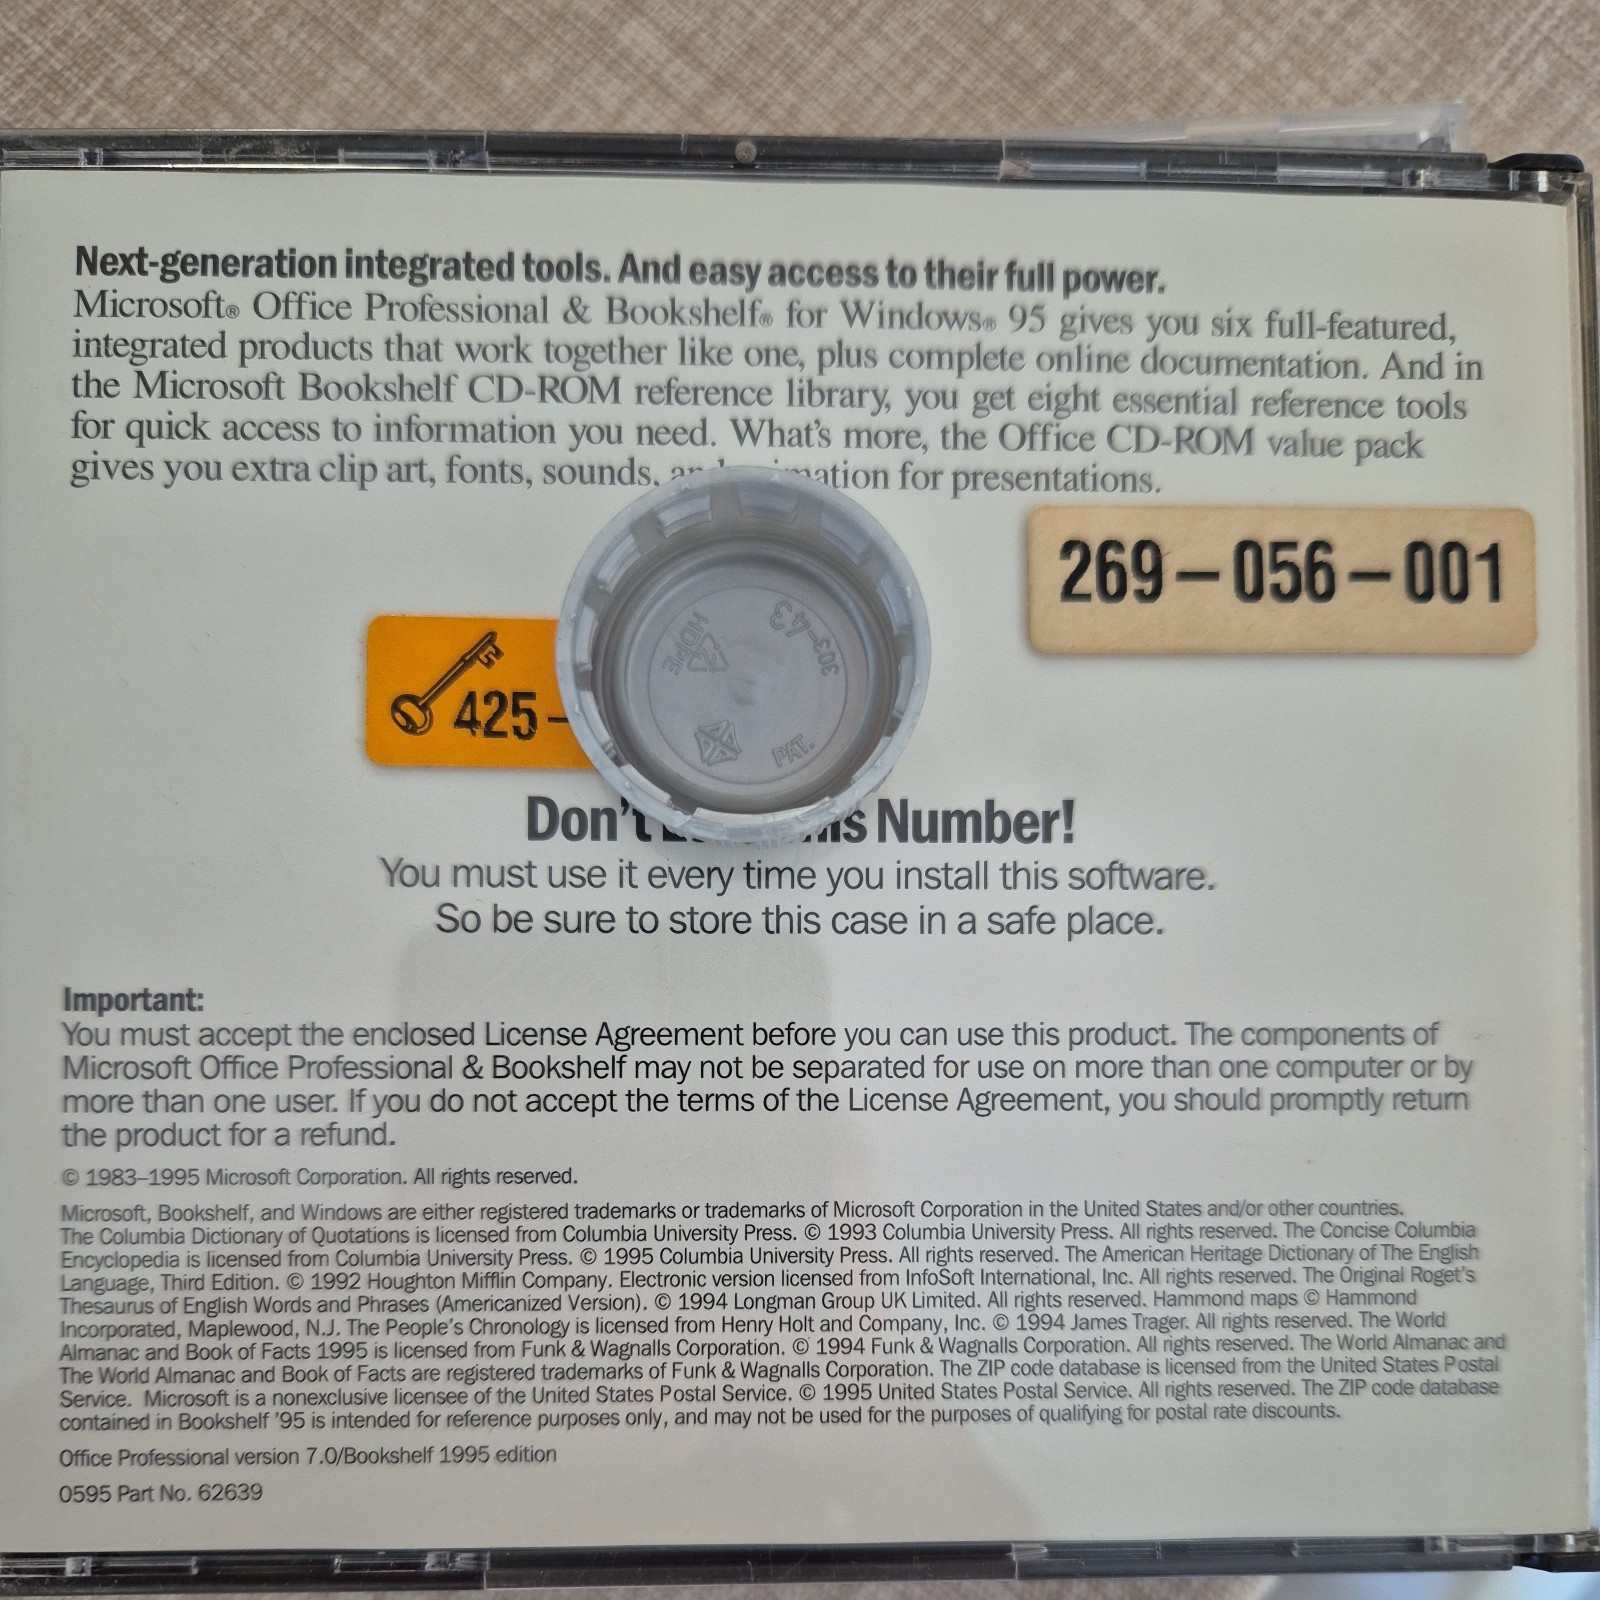 Next-generation integrated tools. And easy access to their full power.
Microsoft® Office Professional & Bookshelf® for Windows® 95 gives you six full-featured,
integrated products that work together like one, plus complete online documentation. And in
the Microsoft Bookshelf CD-ROM reference library, you get eight essential reference tools
for quick access to information you need. What's more, the Office CD-ROM value pack
gives you extra clip art, fonts, sounds, for presentations.
269-056-001
425-
303-43
HDPE
2
PAT.
Don't Number!
You must use it every time you install this software.
So be sure to store this case in a safe place.
Important:
You must accept the enclosed License Agreement before you can use this product. The components of
Microsoft Office Professional & Bookshelf may not be separated for use on more than one computer or by
more than one user. If you do not accept the terms of the License Agreement, you should promptly return
the product for a refund.
© 1983–1995 Microsoft Corporation. All rights reserved.
Microsoft, Bookshelf, and Windows are either registered trademarks or trademarks of Microsoft Corporation in the United States and/or other countries.
The Columbia Dictionary of Quotations is licensed from Columbia University Press. © 1993 Columbia University Press. All rights reserved. The Concise Columbia
Encyclopedia is licensed from Columbia University Press. © 1995 Columbia University Press. All rights reserved. The American Heritage Dictionary of The English
Language, Third Edition. © 1992 Houghton Mifflin Company. Electronic version licensed from InfoSoft International, Inc. All rights reserved. The Original Roget's
Thesaurus of English Words and Phrases (Americanized Version). © 1994 Longman Group UK Limited. All rights reserved. Hammond maps © Hammond
Incorporated, Maplewood, N.J. The People's Chronology is licensed from Henry Holt and Company, Inc. © 1994 James Trager. All rights reserved. The World
Almanac and Book of Facts 1995 is licensed from Funk & Wagnalls Corporation. © 1994 Funk & Wagnalls Corporation. All rights reserved. The World Almanac and
The World Almanac and Book of Facts are registered trademarks of Funk & Wagnalls Corporation. The ZIP code database is licensed from the United States Postal
Service. Microsoft is a nonexclusive licensee of the United States Postal Service. © 1995 United States Postal Service. All rights reserved. The ZIP code database
contained in Bookshelf '95 is intended for reference purposes only, and may not be used for the purposes of qualifying for postal rate discounts.
Office Professional version 7.0/Bookshelf 1995 edition
0595 Part No. 62639